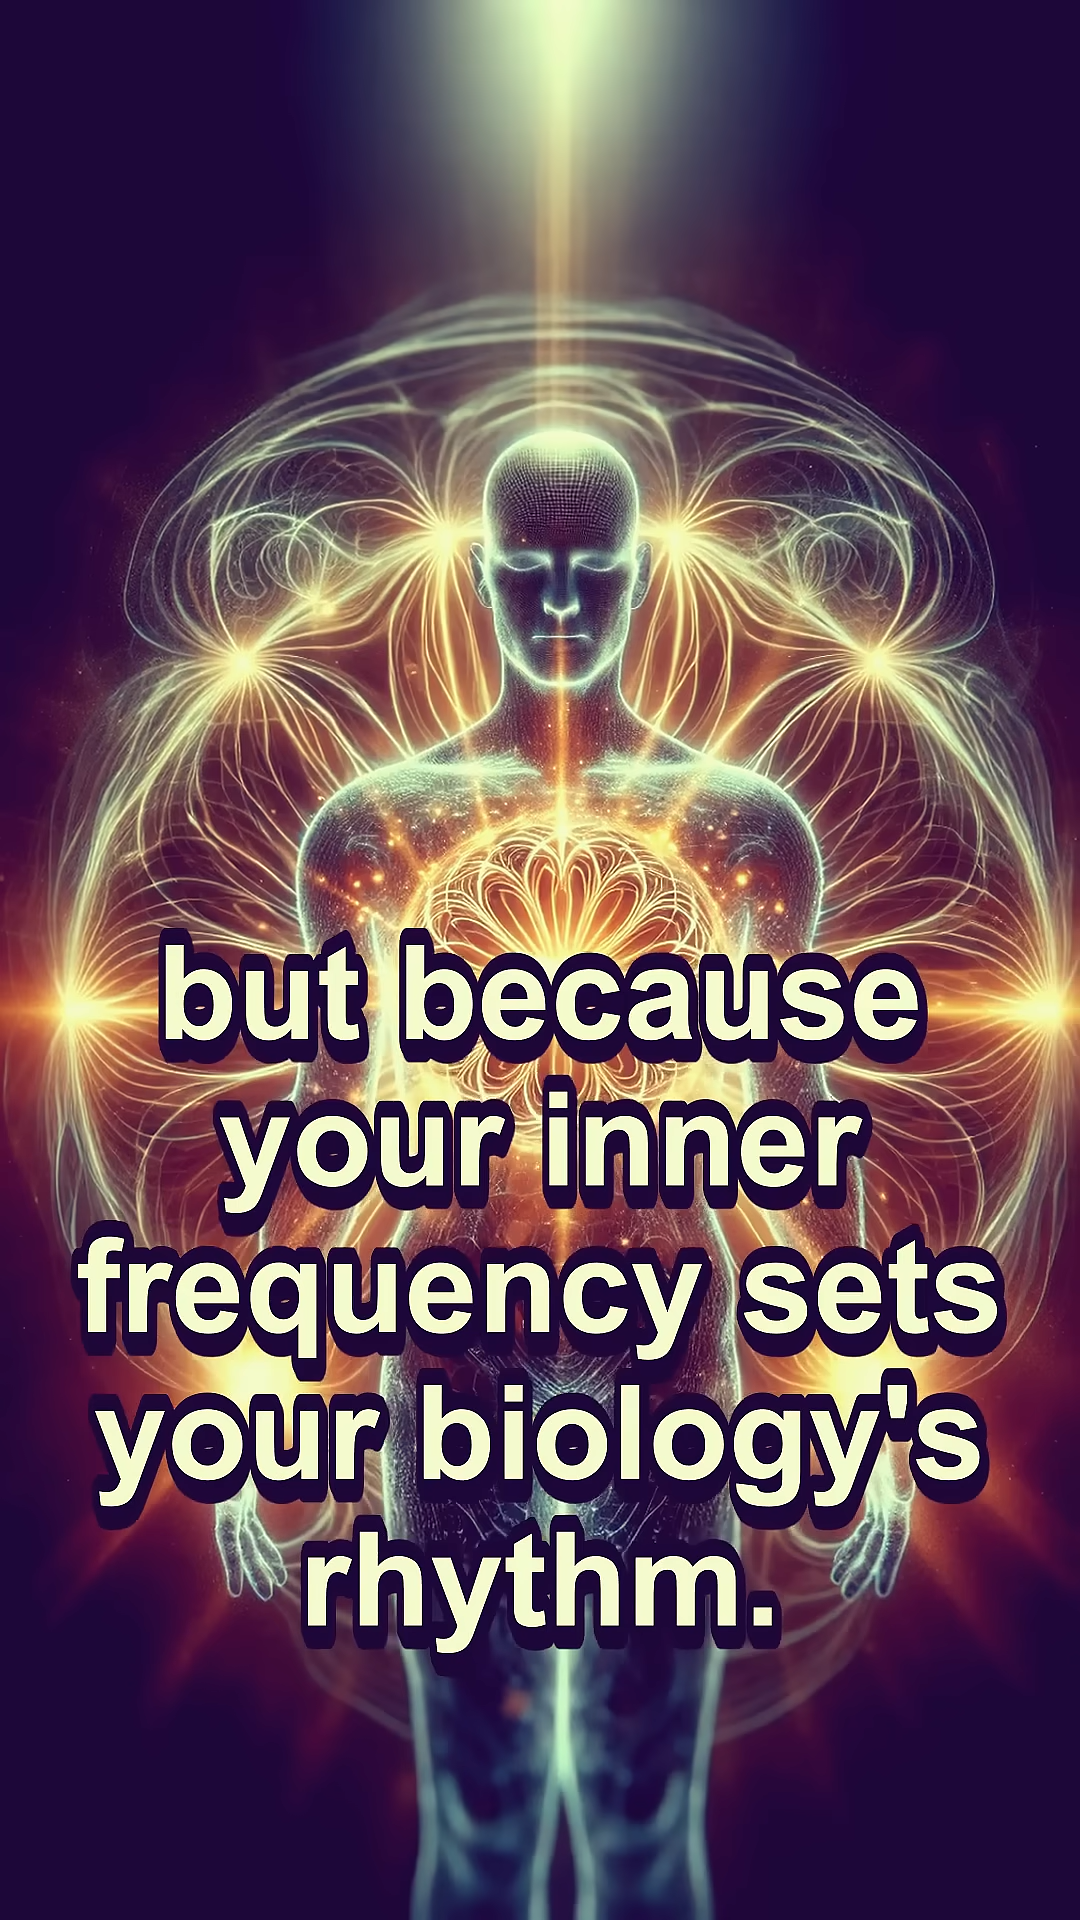 but because
your inner
frequency sets
your biology's
rhythm.